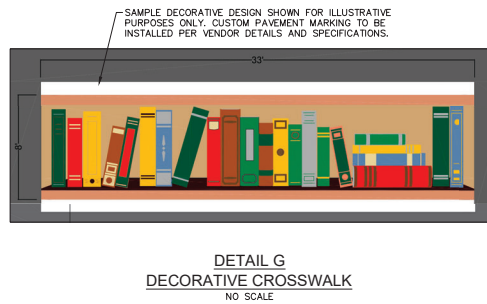 SAMPLE DECORATIVE DESIGN SHOWN FOR ILLUSTRATIVE
PURPOSES ONLY. CUSTOM PAVEMENT MARKING TO BE
INSTALLED PER VENDOR DETAILS AND SPECIFICATIONS.
33'
8'
DETAIL G
DECORATIVE CROSSWALK
NO SCALE